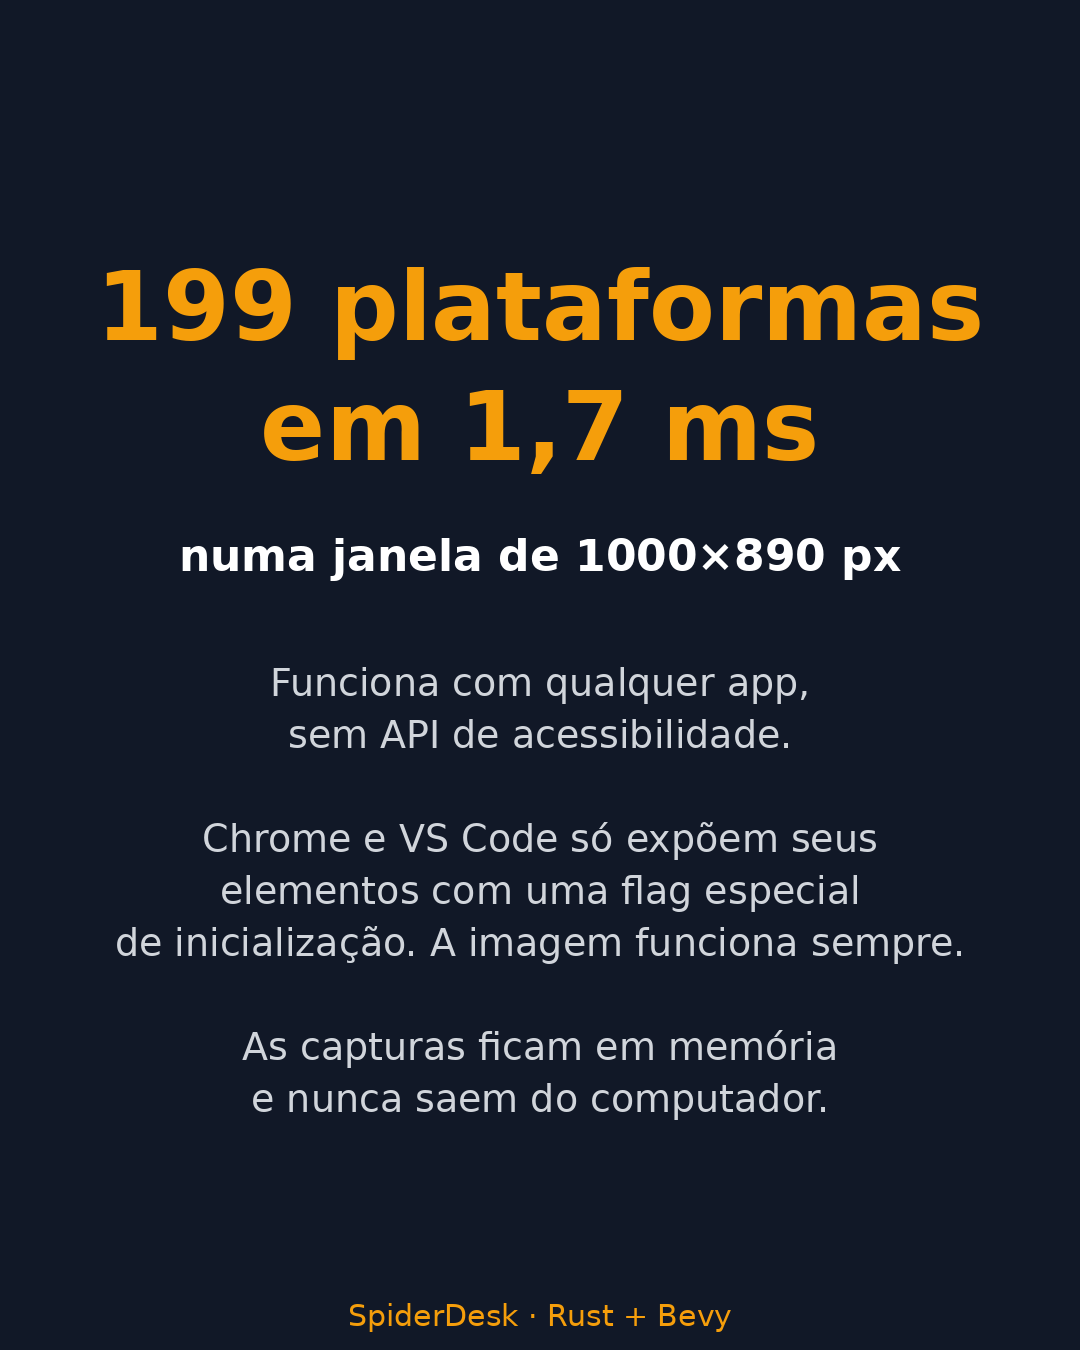 199 plataformas
em 1,7 ms
numa janela de 1000×890 px
Funciona com qualquer app,
sem API de acessibilidade.
Chrome e VS Code só expõem seus
elementos com uma flag especial
de inicialização. A imagem funciona sempre.
As capturas ficam em memória
e nunca saem do computador.
SpiderDesk · Rust + Bevy